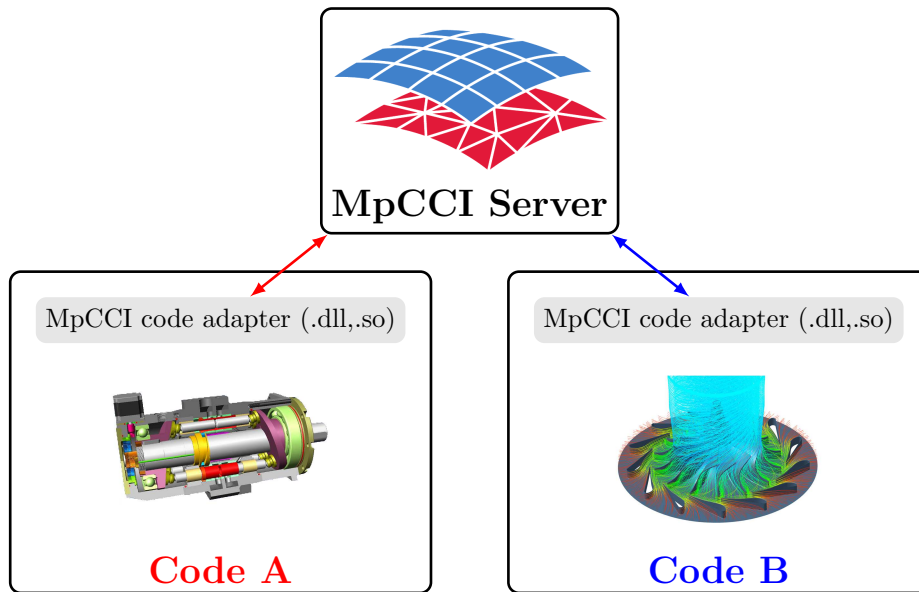 MpCCI Server
MpCCI code adapter (.dll,.so)
MpCCI code adapter (.dll,.so)
Code A
Code B